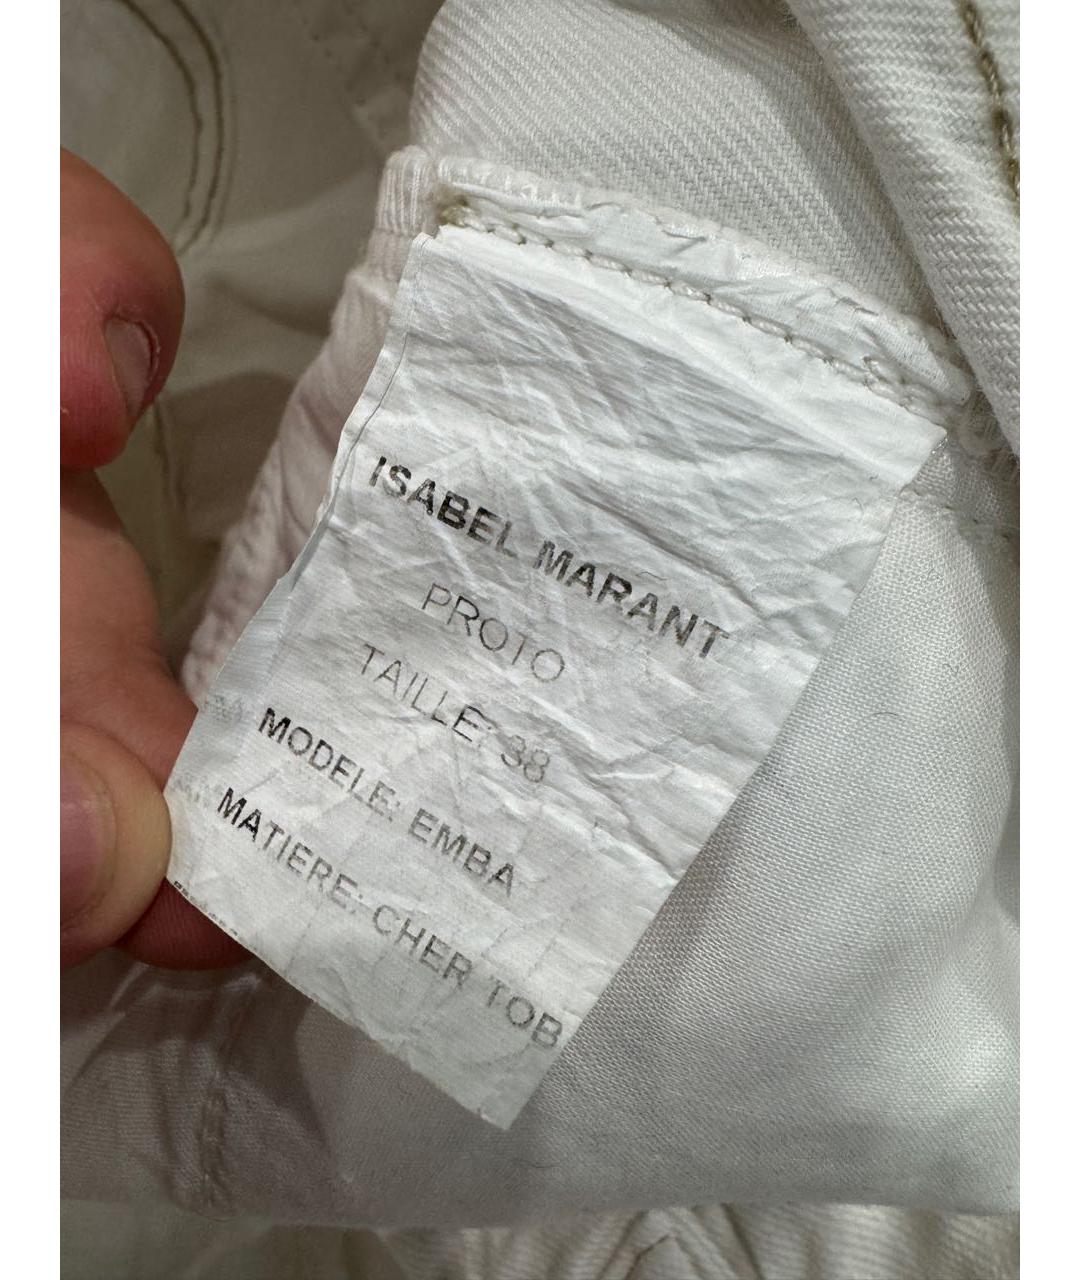 ISABEL MARANT
PROTO
TAILLE: 38
MODELE: EMBA
MATIERE: CHER TOB